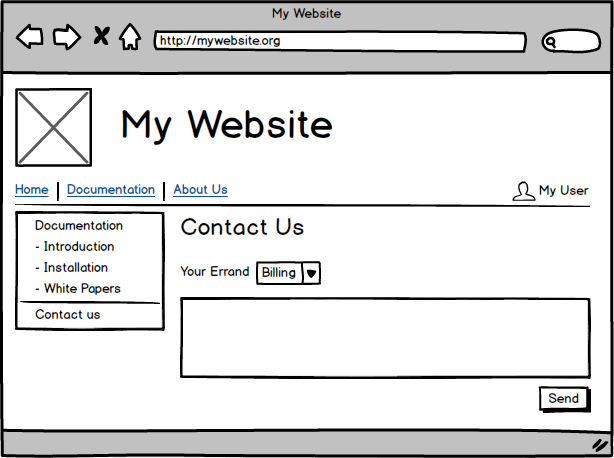 My Website
http://mywebsite.org
My Website
Home Documentation About Us My User
Documentation
- Introduction
- Installation
- White Papers
Contact us
Contact Us
Your Errand Billing
Send